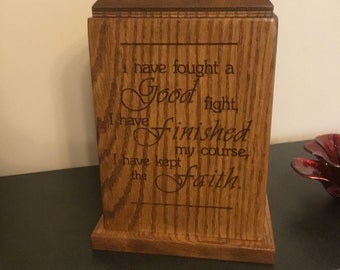 i have fought a
Good fight,
I have
Finished
my course,
I have kept
the Faith.